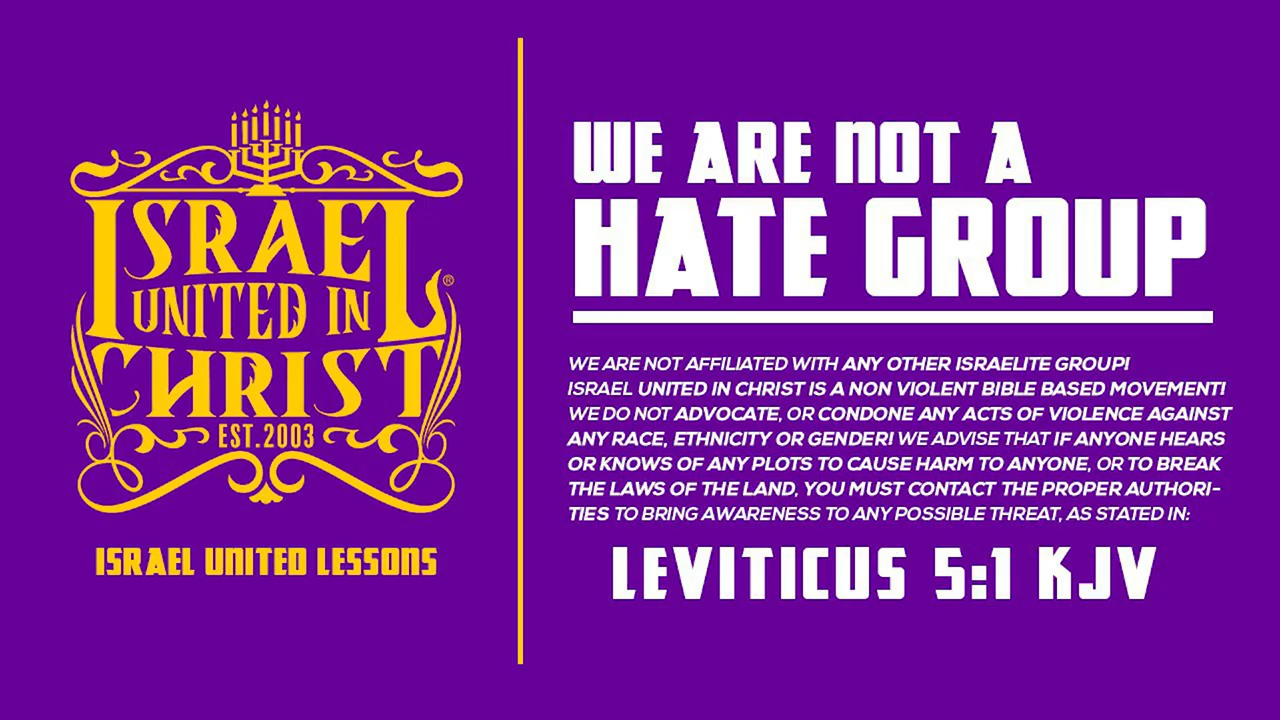 ISRAEL
UNITED IN
CHRIST
®
EST.2003
ISRAEL UNITED LESSONS
WE ARE NOT A
HATE GROUP
WE ARE NOT AFFILIATED WITH ANY OTHER ISRAELITE GROUP!
ISRAEL UNITED IN CHRIST IS A NON VIOLENT BIBLE BASED MOVEMENT!
WE DO NOT ADVOCATE, OR CONDONE ANY ACTS OF VIOLENCE AGAINST
ANY RACE, ETHNICITY OR GENDER! WE ADVISE THAT IF ANYONE HEARS
OR KNOWS OF ANY PLOTS TO CAUSE HARM TO ANYONE, OR TO BREAK
THE LAWS OF THE LAND, YOU MUST CONTACT THE PROPER AUTHORI-
TIES TO BRING AWARENESS TO ANY POSSIBLE THREAT, AS STATED IN:
LEVITICUS 5:1 KJV